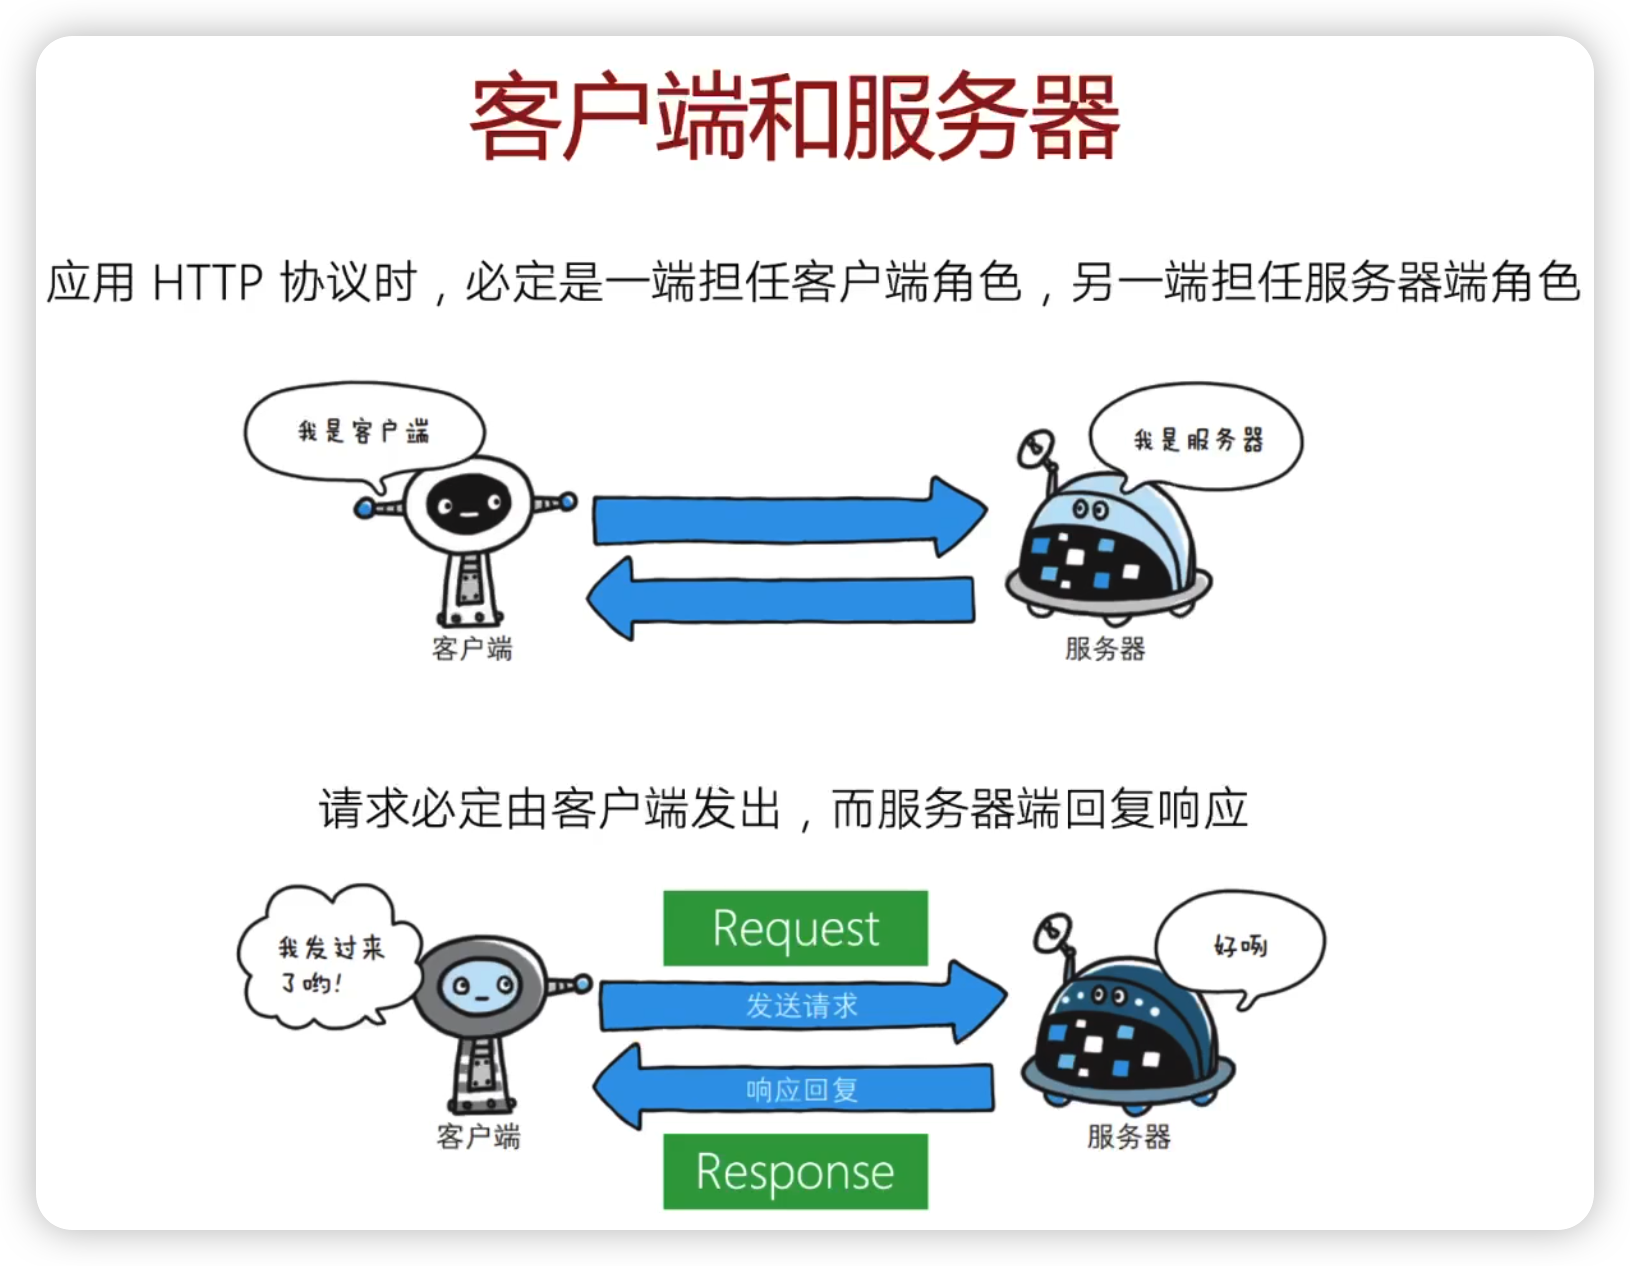 客户端和服务器
应用 HTTP 协议时，必定是一端担任客户端角色，另一端担任服务器端角色
我是客户端
我是服务器
客户端
服务器
请求必定由客户端发出，而服务器端回复响应
我发过来
了哟！
Request
好咧
发送请求
响应回复
客户端
服务器
Response